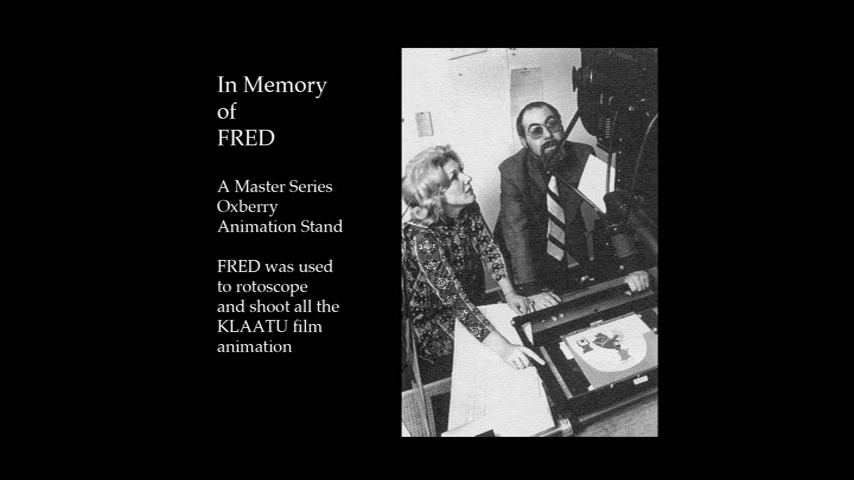 In Memory
of
FRED
A Master Series
Oxberry
Animation Stand
FRED was used
to rotoscope
and shoot all the
KLAATU film
animation